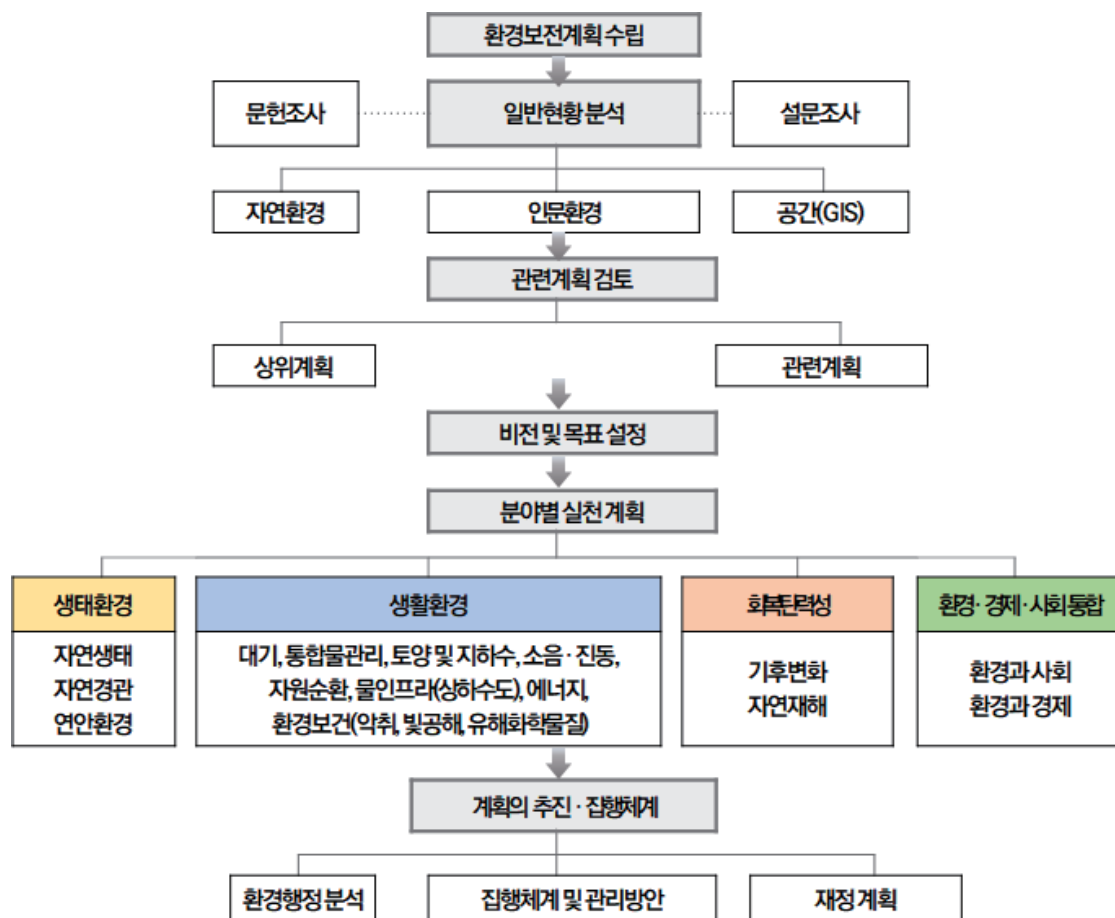 환경보전계획 수립
문헌조사
일반현황 분석
설문조사
자연환경
인문환경
공간(GIS)
관련계획 검토
상위계획
관련계획
비전 및 목표 설정
분야별 실천 계획
생태환경
자연생태
자연경관
연안환경
생활환경
대기, 통합물관리, 토양 및 지하수, 소음·진동,
자원순환, 물인프라(상하수도), 에너지,
환경보건(악취, 빛공해, 유해화학물질)
회복탄력성
기후변화
자연재해
환경·경제·사회 통합
환경과 사회
환경과 경제
계획의 추진·집행체계
환경행정 분석
집행체계 및 관리방안
재정 계획